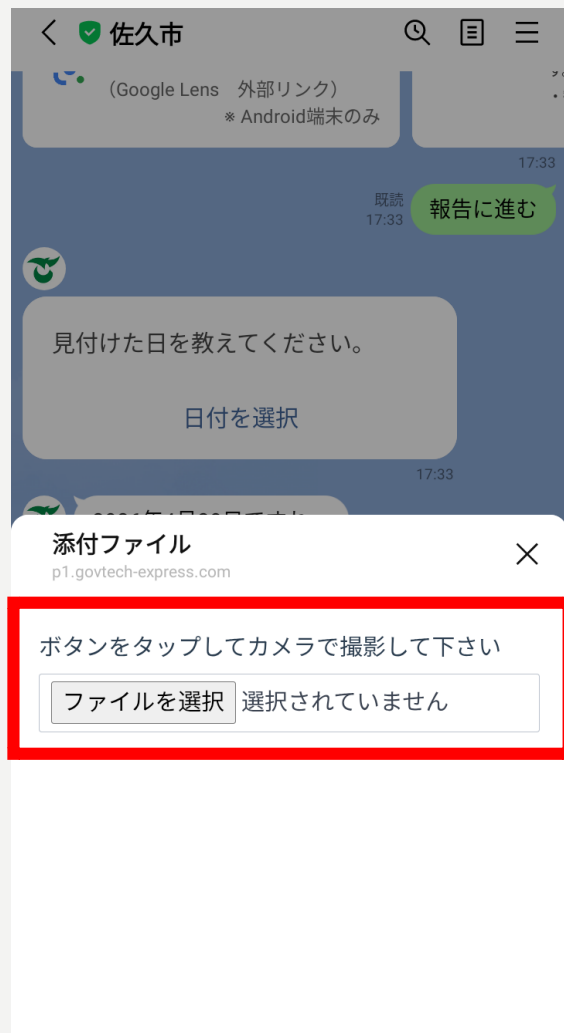 佐久市
(Google Lens　外部リンク)
※ Android端末のみ
17:33
既読
17:33
報告に進む
見付けた日を教えてください。
日付を選択
17:33
添付ファイル
p1.govtech-express.com
ボタンをタップしてカメラで撮影して下さい
ファイルを選択 選択されていません